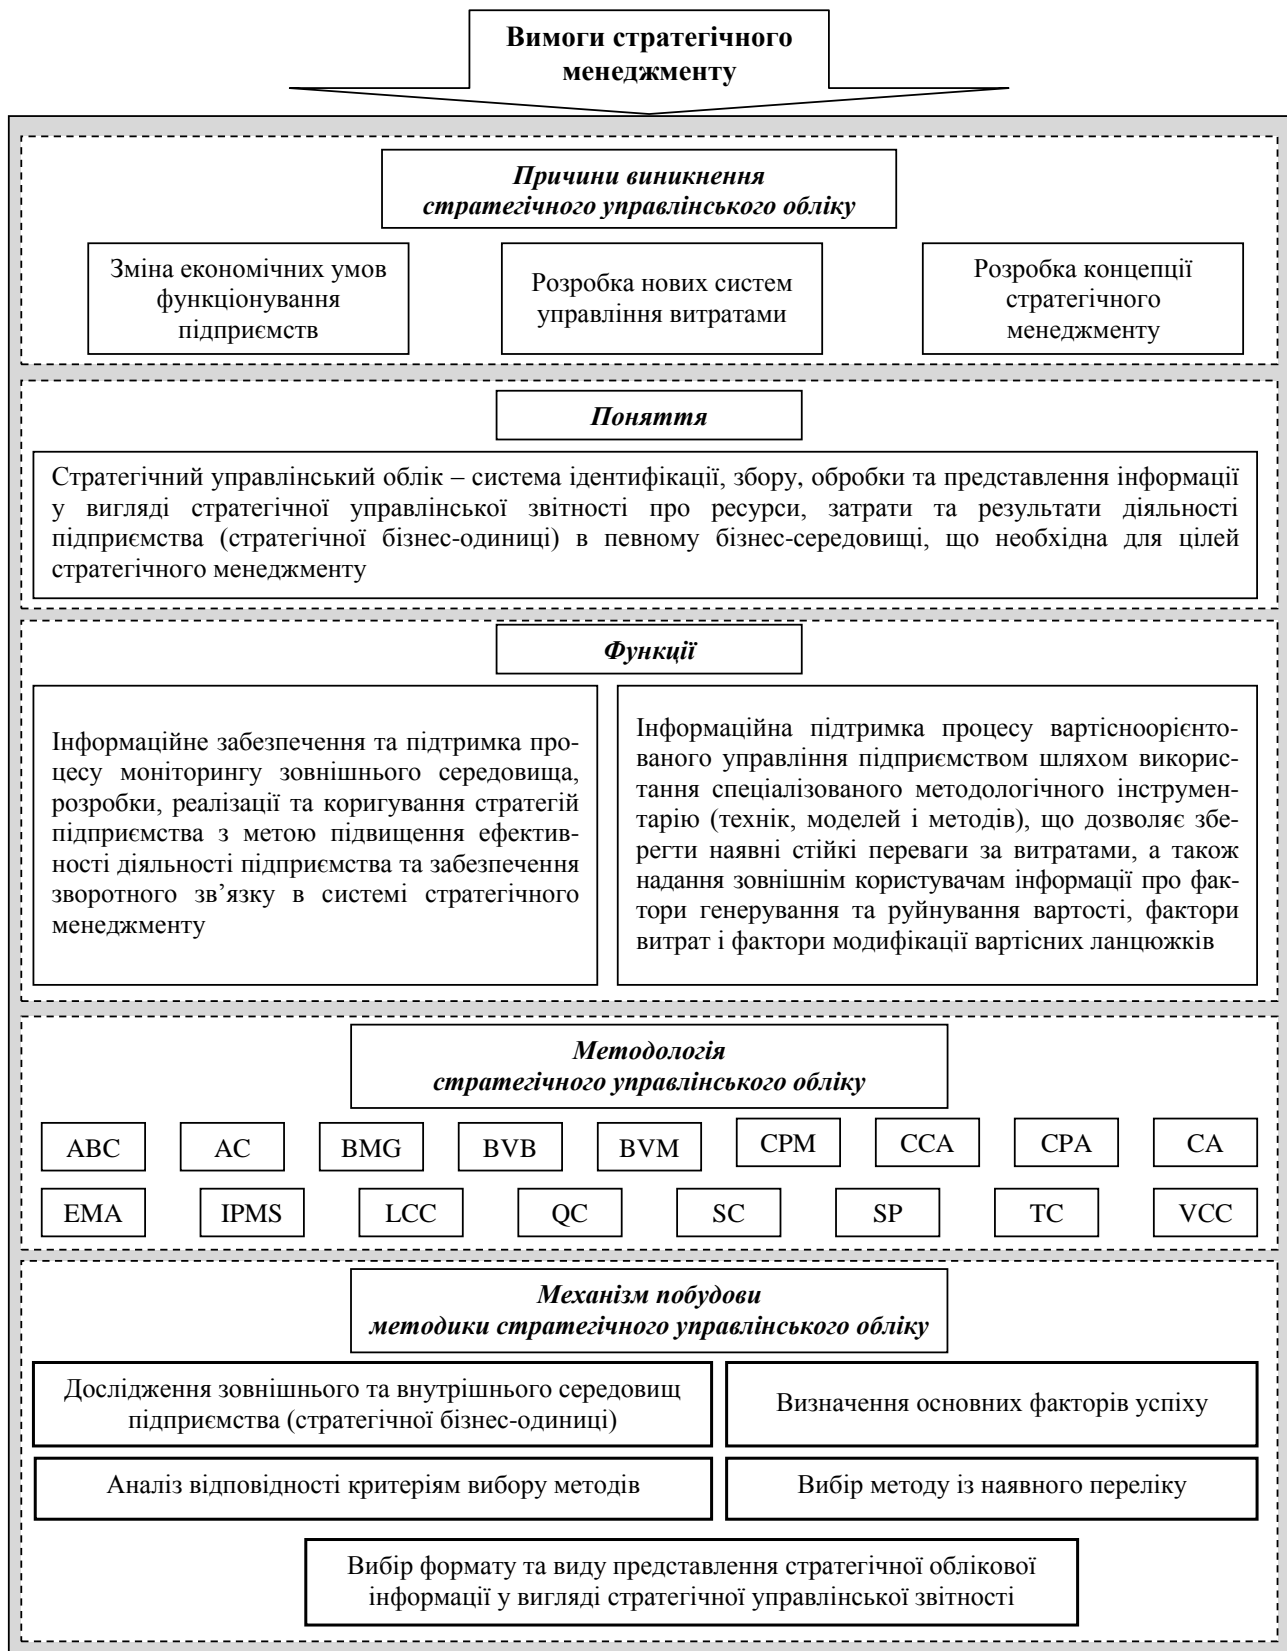 Вимоги стратегічного
менеджменту
Причини виникнення
стратегічного управлінського обліку
Зміна економічних умов
функціонування
підприємств
Розробка нових систем
управління витратами
Розробка концепції
стратегічного
менеджменту
Поняття
Стратегічний управлінський облік – система ідентифікації, збору, обробки та представлення інформації
у вигляді стратегічної управлінської звітності про ресурси, затрати та результати діяльності
підприємства (стратегічної бізнес-одиниці) в певному бізнес-середовищі, що необхідна для цілей
стратегічного менеджменту
Функції
Інформаційне забезпечення та підтримка про-
цесу моніторингу зовнішнього середовища,
розробки, реалізації та коригування стратегій
підприємства з метою підвищення ефектив-
ності діяльності підприємства та забезпечення
зворотного зв’язку в системі стратегічного
менеджменту
Інформаційна підтримка процесу вартісноорієнто-
ваного управління підприємством шляхом викорис-
тання спеціалізованого методологічного інструмен-
тарію (технік, моделей і методів), що дозволяє збе-
регти наявні стійкі переваги за витратами, а також
надання зовнішнім користувачам інформації про фак-
тори генерування та руйнування вартості, фактори
витрат і фактори модифікації вартісних ланцюжків
Методологія
стратегічного управлінського обліку
ABC AC BMG BVB BVM CPM CCA CPA CA
EMA IPMS LCC QC SC SP TC VCC
Механізм побудови
методики стратегічного управлінського обліку
Дослідження зовнішнього та внутрішнього середовищ
підприємства (стратегічної бізнес-одиниці)
Визначення основних факторів успіху
Аналіз відповідності критеріям вибору методів
Вибір методу із наявного переліку
Вибір формату та виду представлення стратегічної облікової
інформації у вигляді стратегічної управлінської звітності